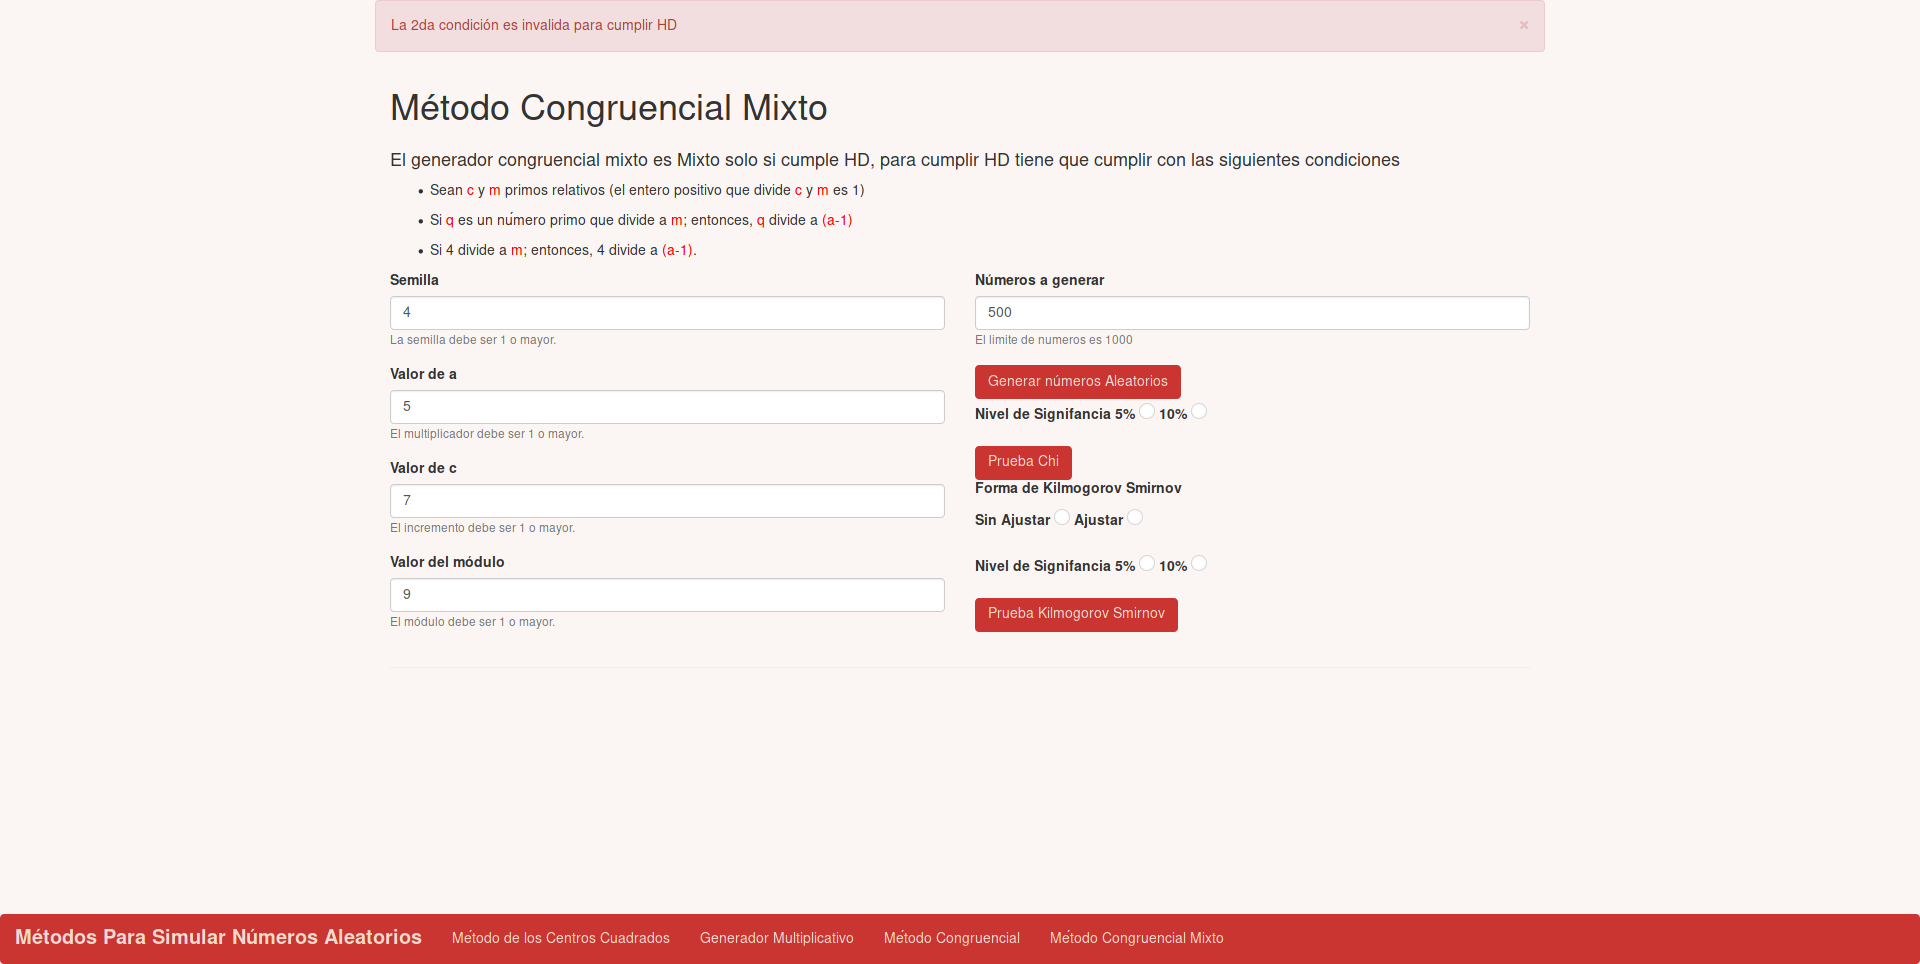 La 2da condición es invalida para cumplir HD ×
Método Congruencial Mixto
El generador congruencial mixto es Mixto solo si cumple HD, para cumplir HD tiene que cumplir con las siguientes condiciones
• Sean c y m primos relativos (el entero positivo que divide c y m es 1)
• Si q es un número primo que divide a m; entonces, q divide a (a-1)
• Si 4 divide a m; entonces, 4 divide a (a-1).
Semilla
4
La semilla debe ser 1 o mayor.
Valor de a
5
El multiplicador debe ser 1 o mayor.
Valor de c
7
El incremento debe ser 1 o mayor.
Valor del módulo
9
El módulo debe ser 1 o mayor.
Números a generar
500
El limite de numeros es 1000
Generar números Aleatorios
Nivel de Signifancia 5% 10%
Prueba Chi
Forma de Kilmogorov Smirnov
Sin Ajustar Ajustar
Nivel de Signifancia 5% 10%
Prueba Kilmogorov Smirnov
Métodos Para Simular Números Aleatorios Método de los Centros Cuadrados Generador Multiplicativo Método Congruencial Método Congruencial Mixto